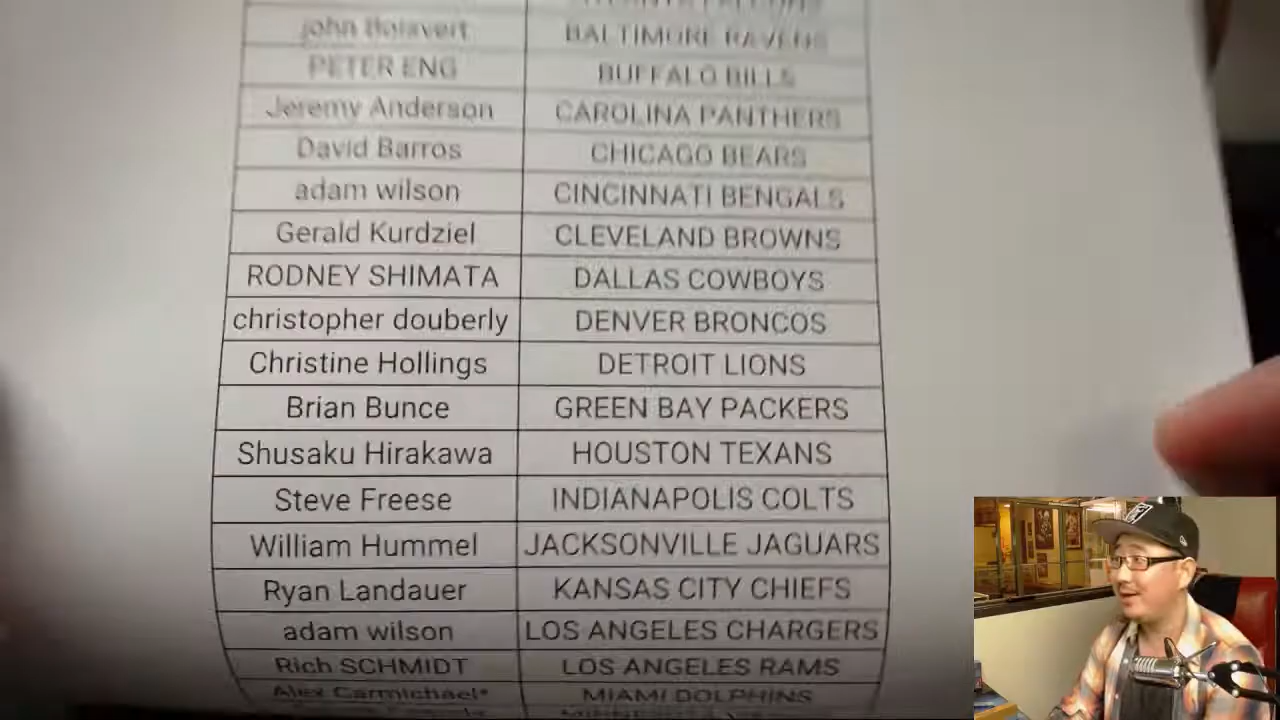 john Boisvert BALTIMORE RAVENS
PETER ENG BUFFALO BILLS
Jeremy Anderson CAROLINA PANTHERS
David Barros CHICAGO BEARS
adam wilson CINCINNATI BENGALS
Gerald Kurdziel CLEVELAND BROWNS
RODNEY SHIMATA DALLAS COWBOYS
christopher douberly DENVER BRONCOS
Christine Hollings DETROIT LIONS
Brian Bunce GREEN BAY PACKERS
Shusaku Hirakawa HOUSTON TEXANS
Steve Freese INDIANAPOLIS COLTS
William Hummel JACKSONVILLE JAGUARS
Ryan Landauer KANSAS CITY CHIEFS
adam wilson LOS ANGELES CHARGERS
Rich SCHMIDT LOS ANGELES RAMS
Alex Carmichael* MIAMI DOLPHINS